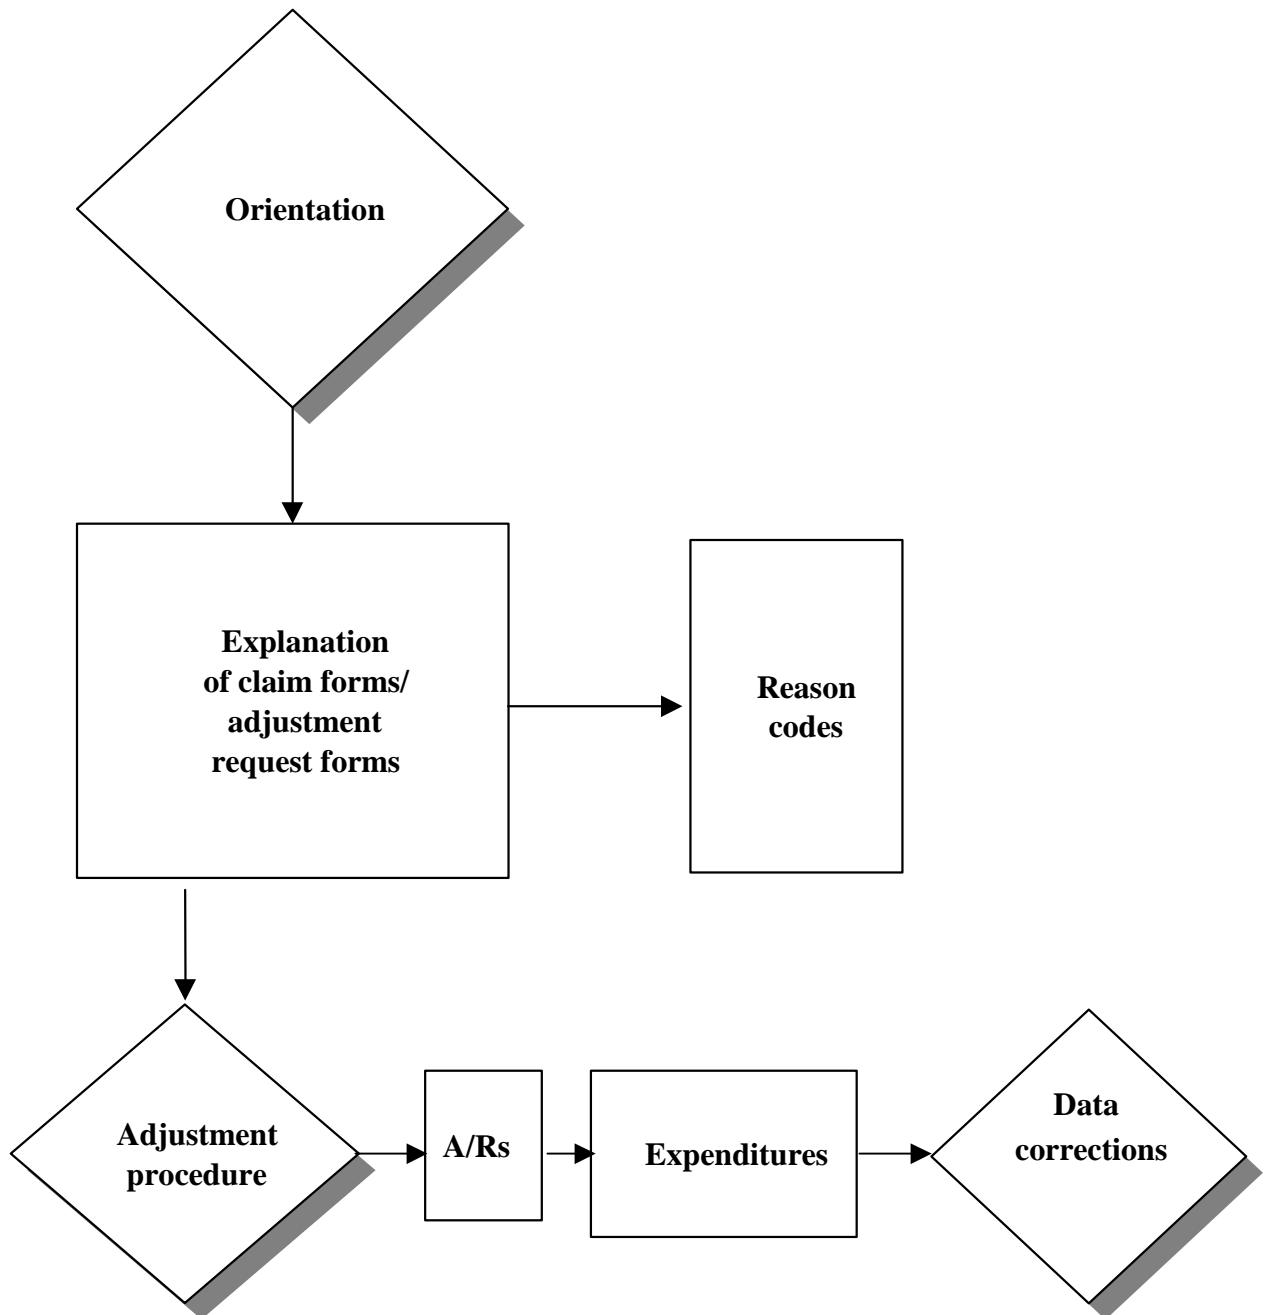 Orientation
Explanation
of claim forms/
adjustment
request forms
Reason
codes
Adjustment
procedure
A/Rs
Expenditures
Data
corrections